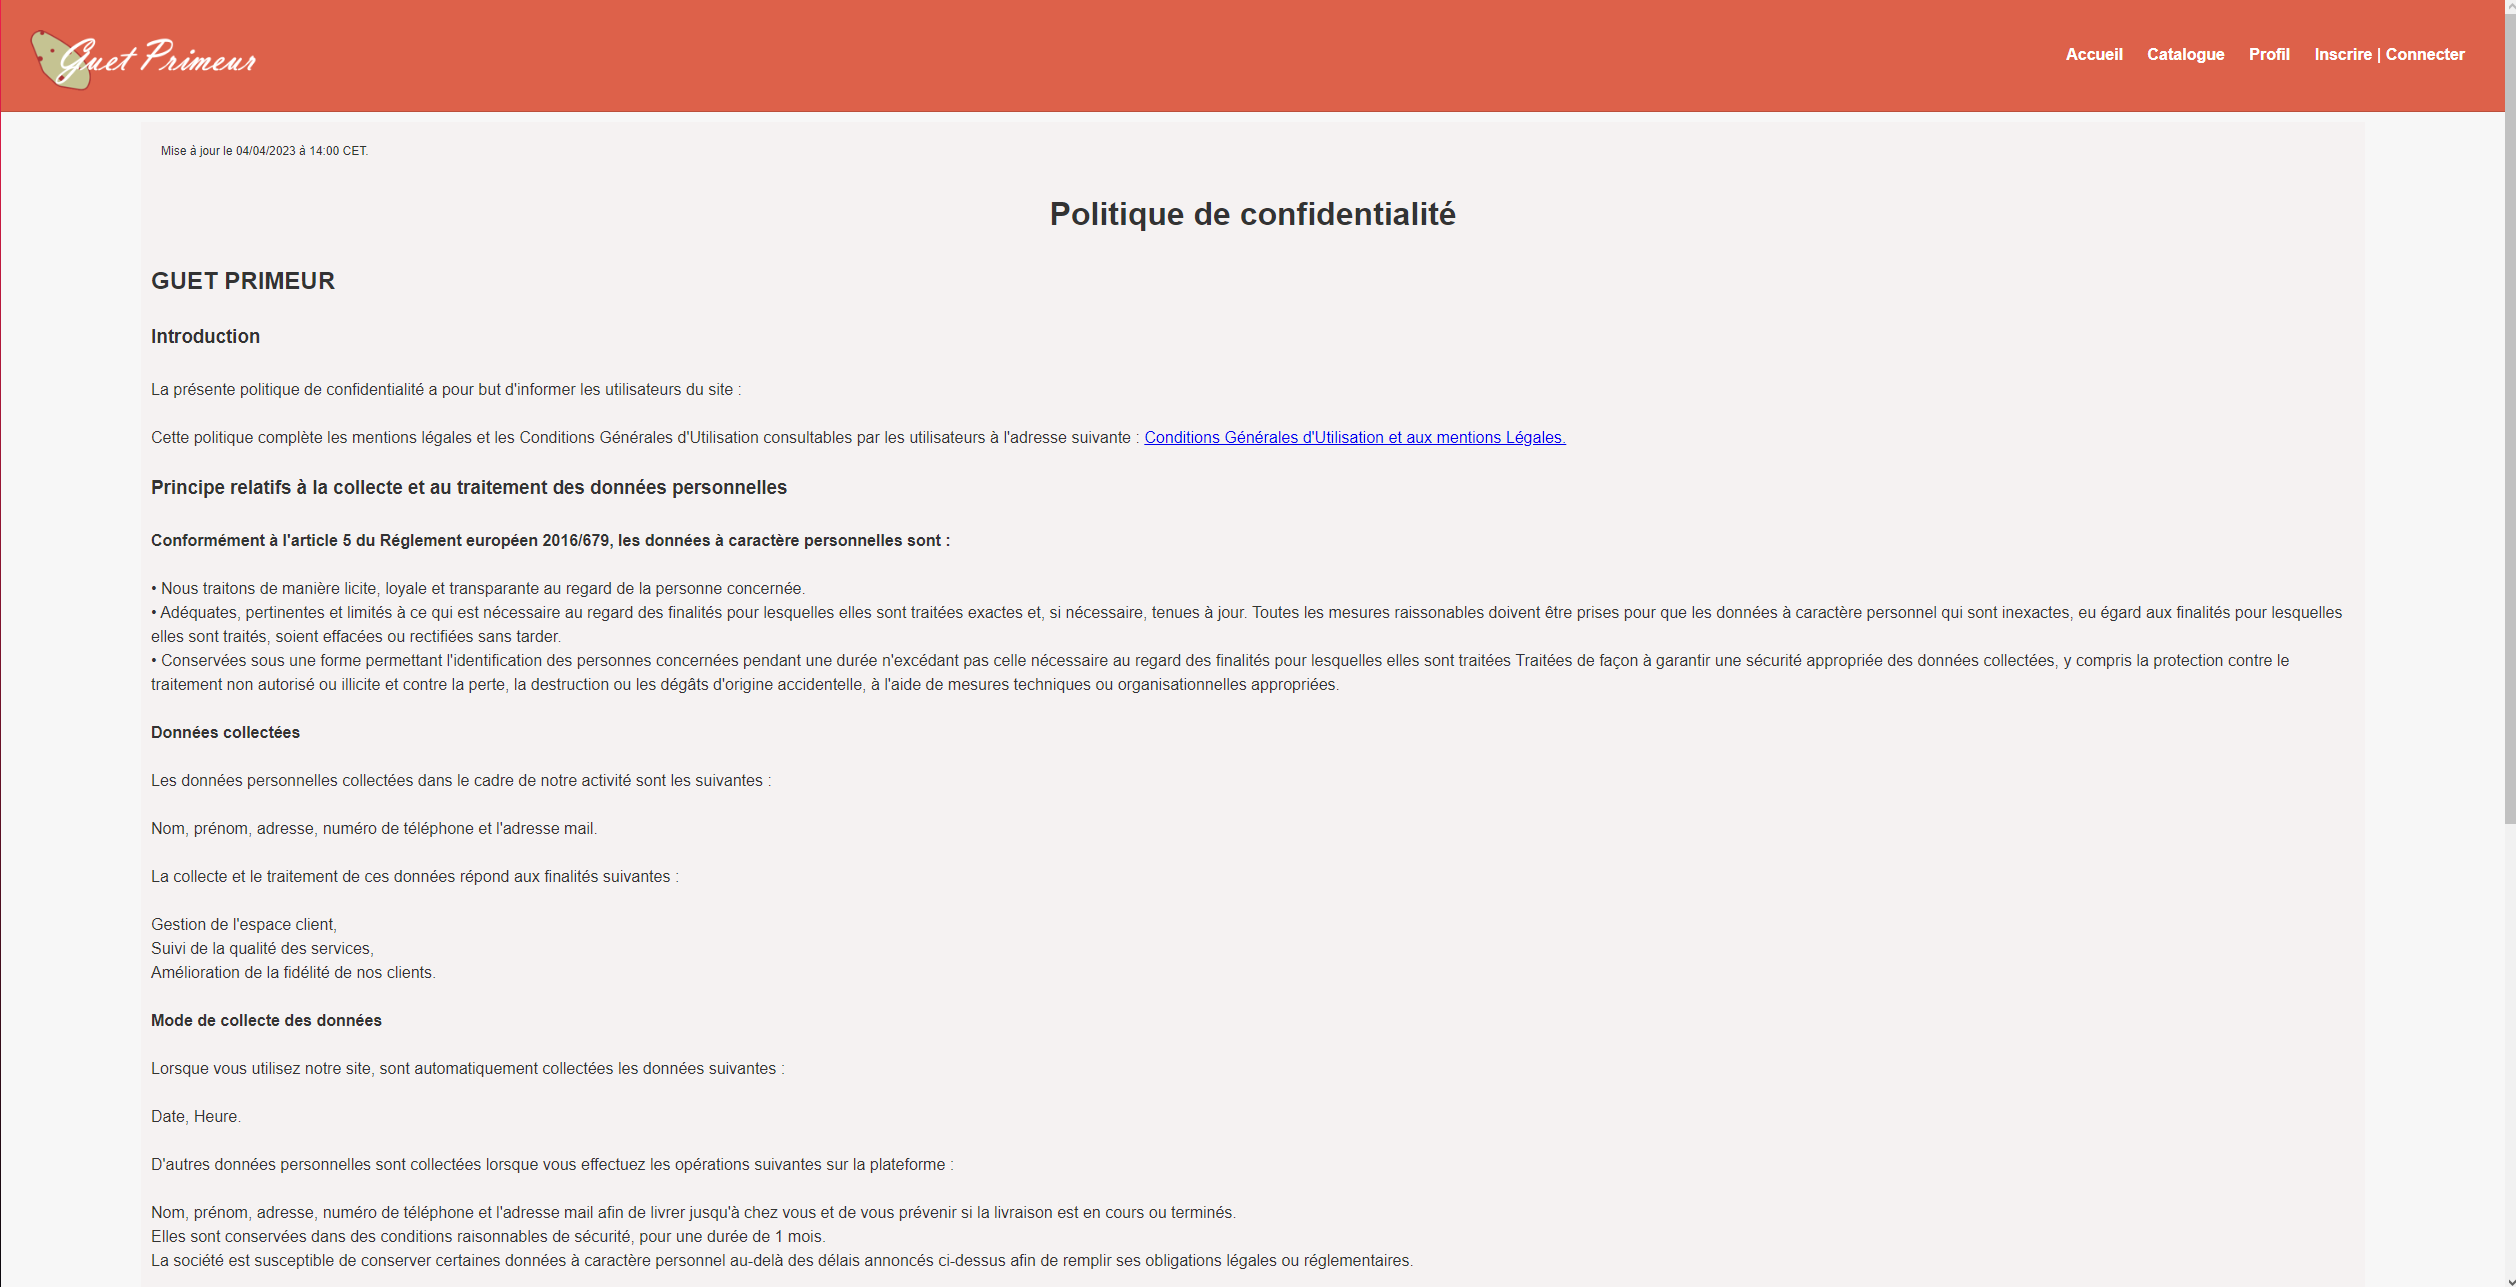 Guet Primeur
Accueil Catalogue Profil Inscrire | Connecter
Mise à jour le 04/04/2023 à 14:00 CET.
Politique de confidentialité
GUET PRIMEUR
Introduction
La présente politique de confidentialité a pour but d'informer les utilisateurs du site :
Cette politique complète les mentions légales et les Conditions Générales d'Utilisation consultables par les utilisateurs à l'adresse suivante : Conditions Générales d'Utilisation et aux mentions Légales.
Principe relatifs à la collecte et au traitement des données personnelles
Conformément à l'article 5 du Réglement européen 2016/679, les données à caractère personnelles sont :
• Nous traitons de manière licite, loyale et transparante au regard de la personne concernée.
• Adéquates, pertinentes et limités à ce qui est nécessaire au regard des finalités pour lesquelles elles sont traitées exactes et, si nécessaire, tenues à jour. Toutes les mesures raissonables doivent être prises pour que les données à caractère personnel qui sont inexactes, eu égard aux finalités pour lesquelles
elles sont traités, soient effacées ou rectifiées sans tarder.
• Conservées sous une forme permettant l'identification des personnes concernées pendant une durée n'excédant pas celle nécessaire au regard des finalités pour lesquelles elles sont traitées Traitées de façon à garantir une sécurité appropriée des données collectées, y compris la protection contre le
traitement non autorisé ou illicite et contre la perte, la destruction ou les dégâts d'origine accidentelle, à l'aide de mesures techniques ou organisationnelles appropriées.
Données collectées
Les données personnelles collectées dans le cadre de notre activité sont les suivantes :
Nom, prénom, adresse, numéro de téléphone et l'adresse mail.
La collecte et le traitement de ces données répond aux finalités suivantes :
Gestion de l'espace client,
Suivi de la qualité des services,
Amélioration de la fidélité de nos clients.
Mode de collecte des données
Lorsque vous utilisez notre site, sont automatiquement collectées les données suivantes :
Date, Heure.
D'autres données personnelles sont collectées lorsque vous effectuez les opérations suivantes sur la plateforme :
Nom, prénom, adresse, numéro de téléphone et l'adresse mail afin de livrer jusqu'à chez vous et de vous prévenir si la livraison est en cours ou terminés.
Elles sont conservées dans des conditions raisonnables de sécurité, pour une durée de 1 mois.
La société est susceptible de conserver certaines données à caractère personnel au-delà des délais annoncés ci-dessus afin de remplir ses obligations légales ou réglementaires.